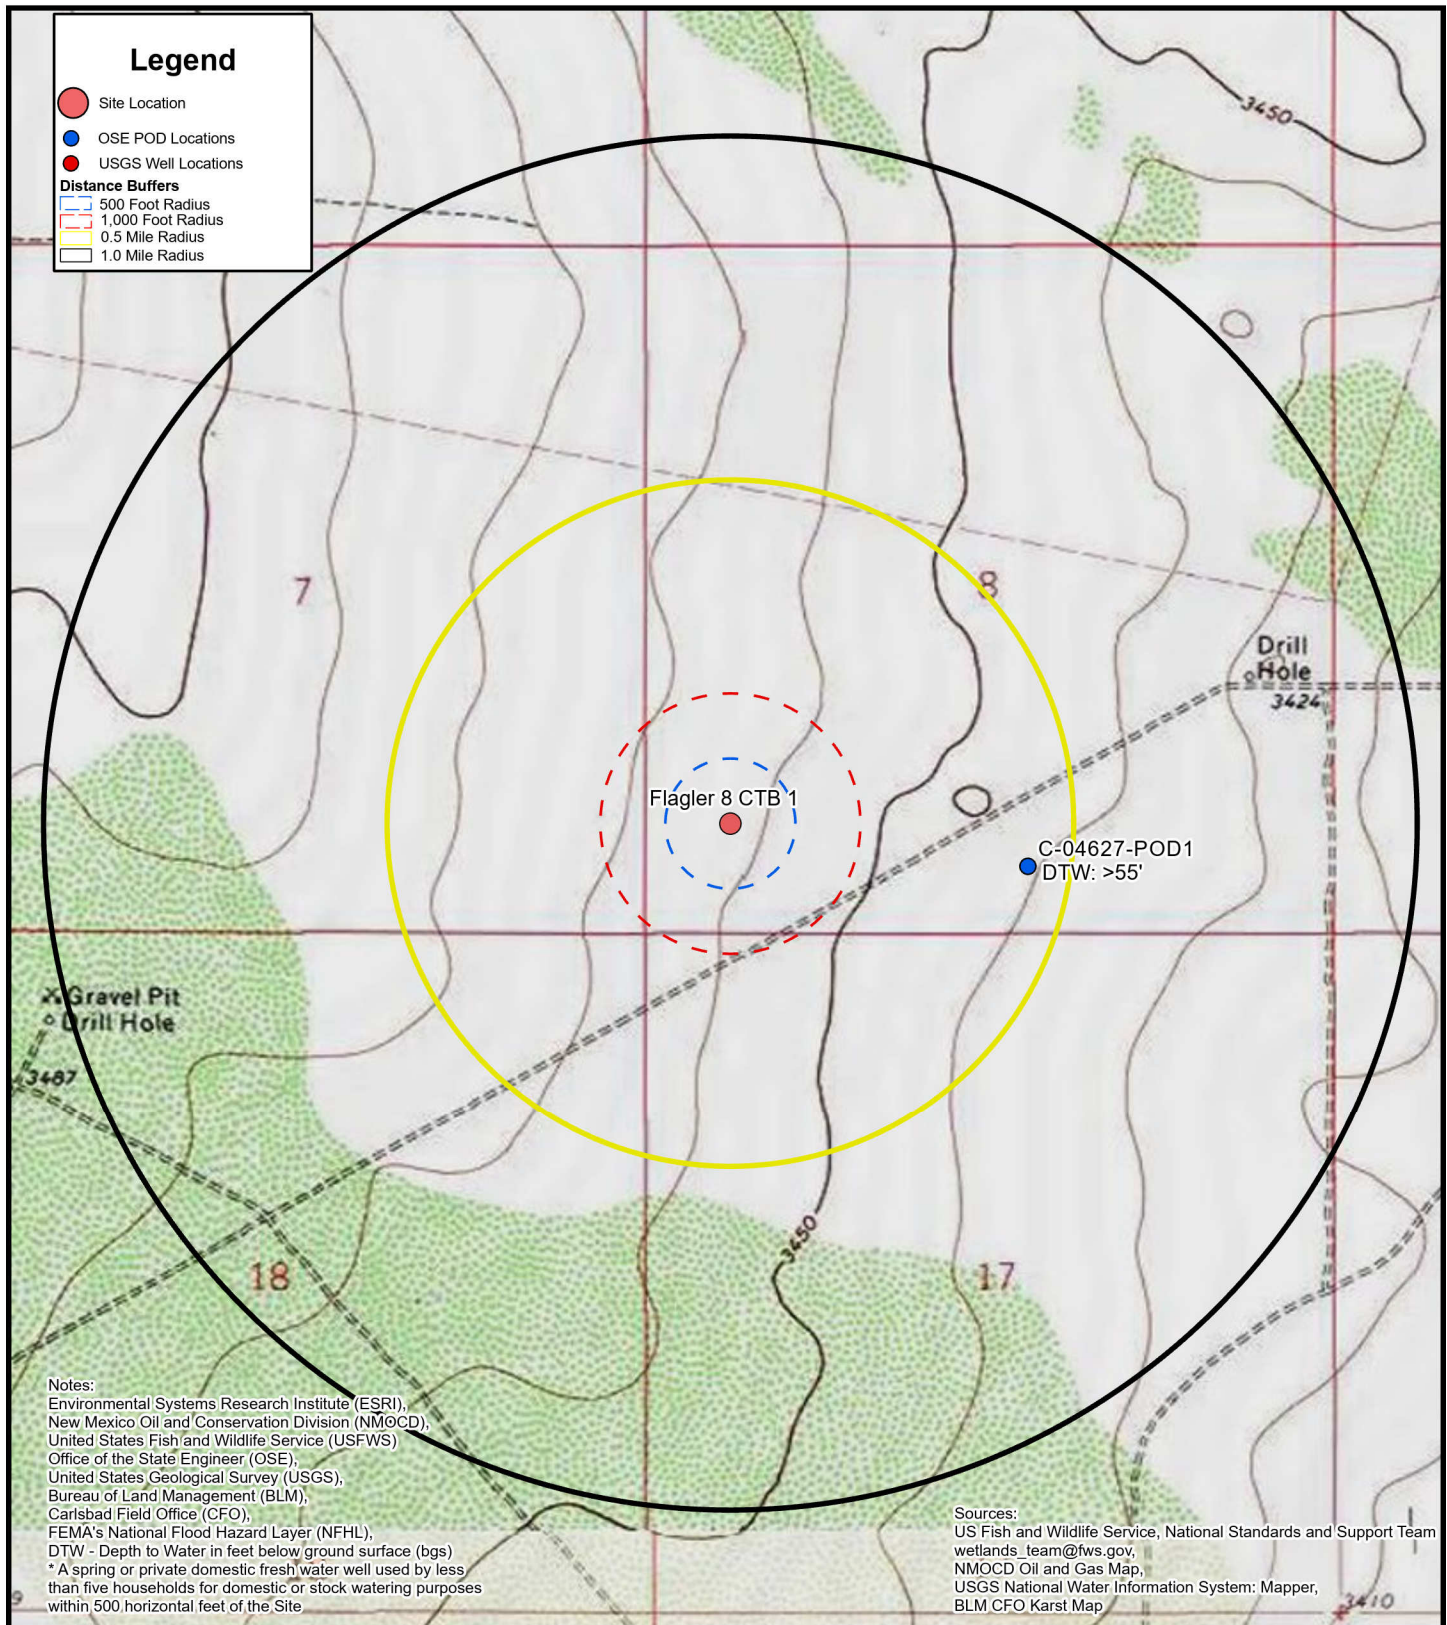 Legend
Site Location
OSE POD Locations
USGS Well Locations
Distance Buffers
500 Foot Radius
1,000 Foot Radius
0.5 Mile Radius
1.0 Mile Radius
3450
7
8
Drill
Hole
3424
Flagler 8 CTB 1
C-04627-POD1
DTW: >55'
Gravel Pit
Drill Hole
3487
3450
18
17
Notes:
Environmental Systems Research Institute (ESRI),
New Mexico Oil and Conservation Division (NMOCD),
United States Fish and Wildlife Service (USFWS)
Office of the State Engineer (OSE),
United States Geological Survey (USGS),
Bureau of Land Management (BLM),
Carlsbad Field Office (CFO),
FEMA's National Flood Hazard Layer (NFHL),
DTW - Depth to Water in feet below ground surface (bgs)
* A spring or private domestic fresh water well used by less
than five households for domestic or stock watering purposes
within 500 horizontal feet of the Site
Sources:
US Fish and Wildlife Service, National Standards and Support Team
wetlands_team@fws.gov,
NMOCD Oil and Gas Map,
USGS National Water Information System: Mapper,
BLM CFO Karst Map
3410